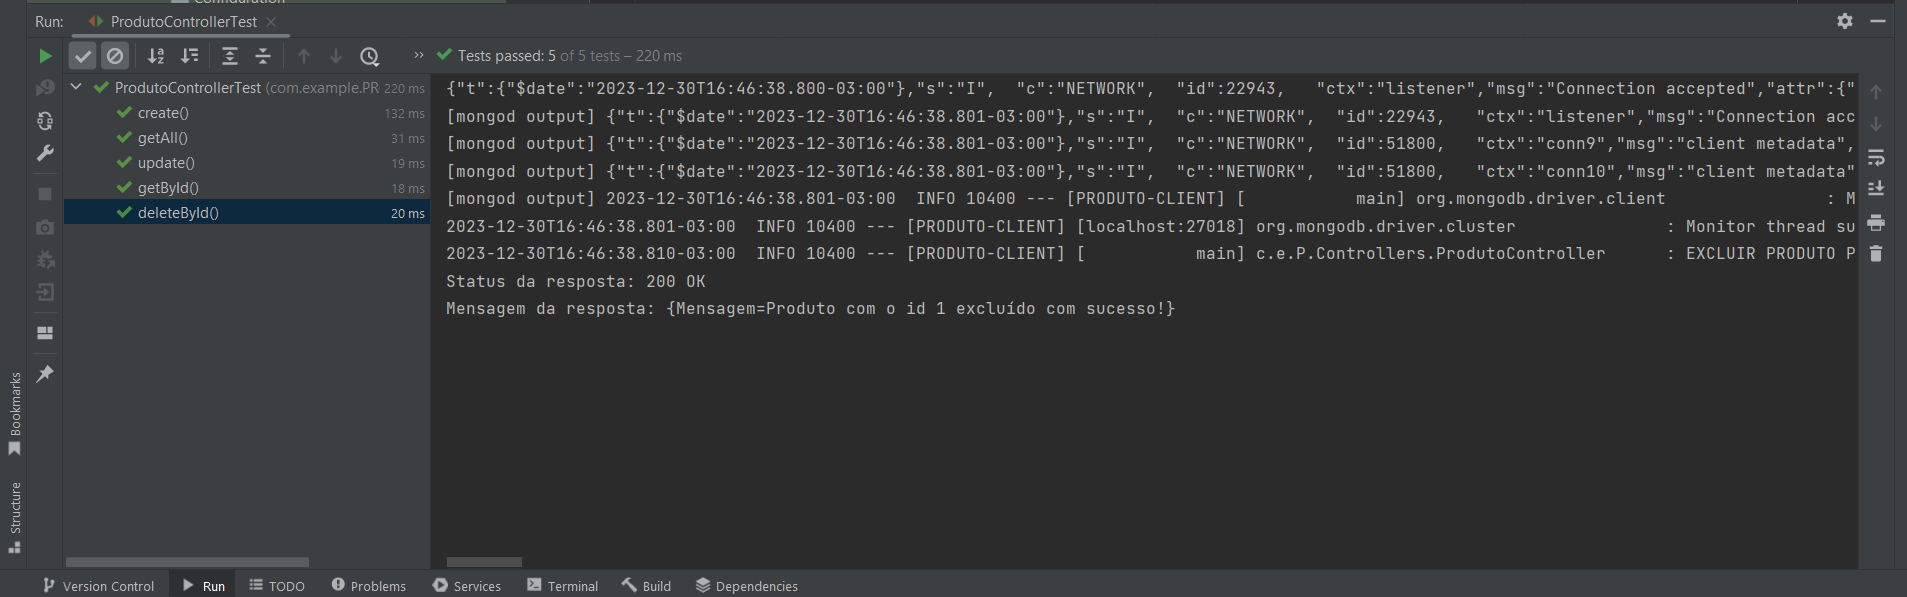 Configuration
Run: ProdutoControllerTest
Tests passed: 5 of 5 tests – 220 ms
ProdutoControllerTest (com.example.PR 220 ms
create() 132 ms
getAll() 31 ms
update() 19 ms
getById() 18 ms
deleteById() 20 ms
{"t":{"$date":"2023-12-30T16:46:38.800-03:00"},"s":"I",  "c":"NETWORK",  "id":22943,   "ctx":"listener","msg":"Connection accepted","attr":{"
[mongod output] {"t":{"$date":"2023-12-30T16:46:38.801-03:00"},"s":"I",  "c":"NETWORK",  "id":22943,   "ctx":"listener","msg":"Connection acc
[mongod output] {"t":{"$date":"2023-12-30T16:46:38.801-03:00"},"s":"I",  "c":"NETWORK",  "id":51800,   "ctx":"conn9","msg":"client metadata",
[mongod output] {"t":{"$date":"2023-12-30T16:46:38.801-03:00"},"s":"I",  "c":"NETWORK",  "id":51800,   "ctx":"conn10","msg":"client metadata"
[mongod output] 2023-12-30T16:46:38.801-03:00  INFO 10400 --- [PRODUTO-CLIENT] [           main] org.mongodb.driver.client                : M
2023-12-30T16:46:38.801-03:00  INFO 10400 --- [PRODUTO-CLIENT] [localhost:27018] org.mongodb.driver.cluster               : Monitor thread su
2023-12-30T16:46:38.810-03:00  INFO 10400 --- [PRODUTO-CLIENT] [           main] c.e.P.Controllers.ProdutoController      : EXCLUIR PRODUTO P
Status da resposta: 200 OK
Mensagem da resposta: {Mensagem=Produto com o id 1 excluído com sucesso!}
Bookmarks
Structure
Version Control Run TODO Problems Services Terminal Build Dependencies